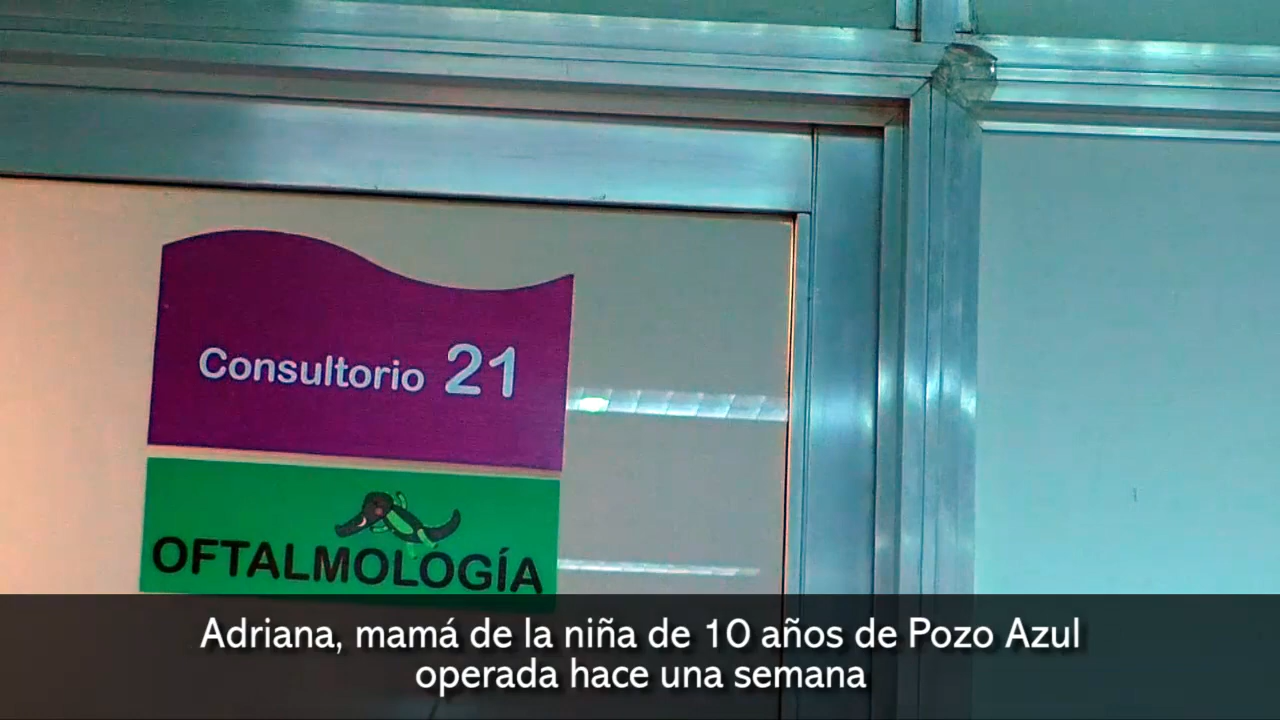 Consultorio 21
OFTALMOLOGÍA
Adriana, mamá de la niña de 10 años de Pozo Azul
operada hace una semana